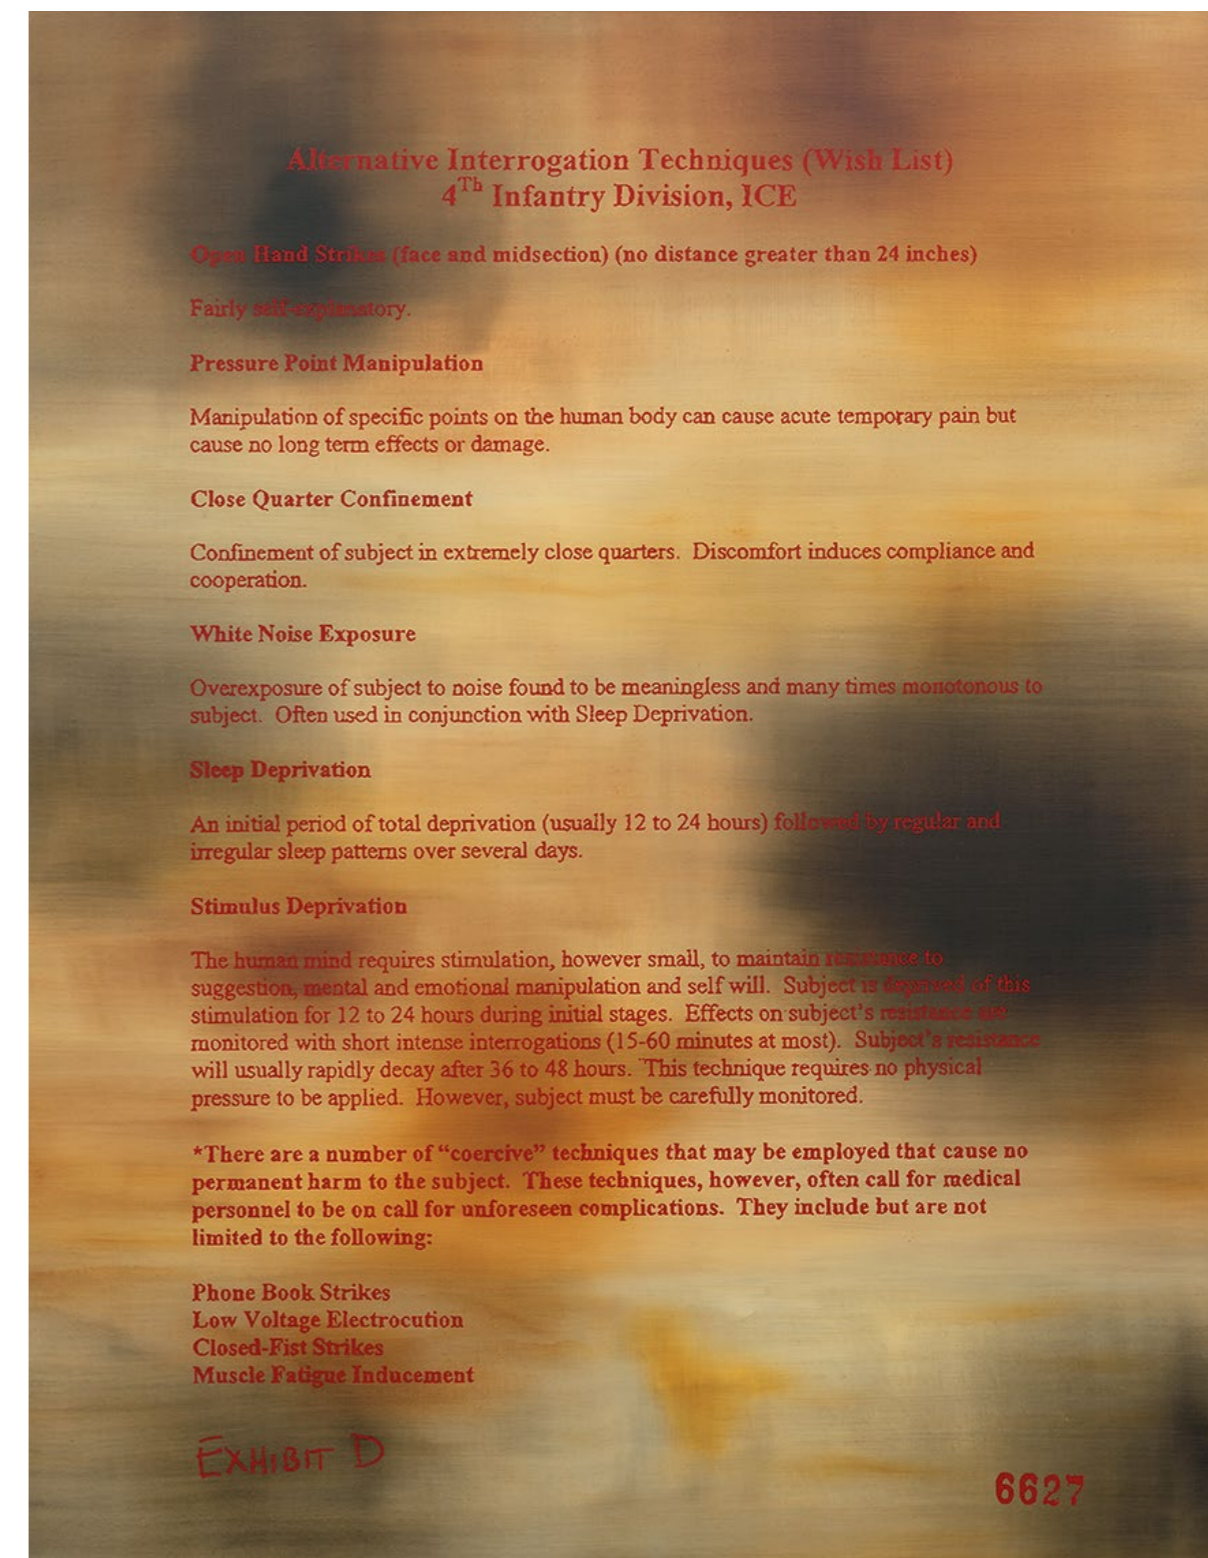 Alternative Interrogation Techniques (Wish List)
4Th Infantry Division, ICE
Open Hand Strikes (face and midsection) (no distance greater than 24 inches)
Fairly self-explanatory.
Pressure Point Manipulation
Manipulation of specific points on the human body can cause acute temporary pain but
cause no long term effects or damage.
Close Quarter Confinement
Confinement of subject in extremely close quarters. Discomfort induces compliance and
cooperation.
White Noise Exposure
Overexposure of subject to noise found to be meaningless and many times monotonous to
subject. Often used in conjunction with Sleep Deprivation.
Sleep Deprivation
An initial period of total deprivation (usually 12 to 24 hours) followed by regular and
irregular sleep patterns over several days.
Stimulus Deprivation
The human mind requires stimulation, however small, to maintain resistance to
suggestion, mental and emotional manipulation and self will. Subject is deprived of this
stimulation for 12 to 24 hours during initial stages. Effects on subject's resistance are
monitored with short intense interrogations (15-60 minutes at most). Subject's resistance
will usually rapidly decay after 36 to 48 hours. This technique requires no physical
pressure to be applied. However, subject must be carefully monitored.
*There are a number of “coercive” techniques that may be employed that cause no
permanent harm to the subject. These techniques, however, often call for medical
personnel to be on call for unforeseen complications. They include but are not
limited to the following:
Phone Book Strikes
Low Voltage Electrocution
Closed-Fist Strikes
Muscle Fatigue Inducement
EXHIBIT D
6627